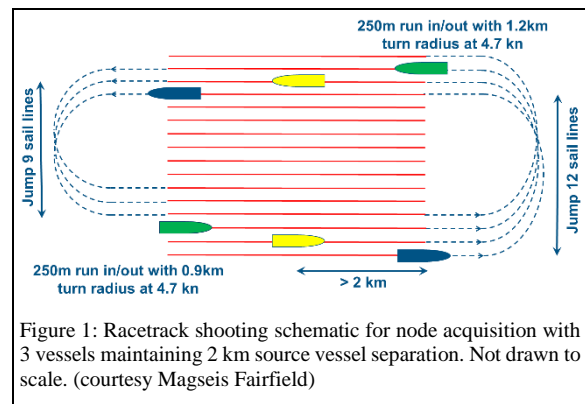 250m run in/out with 1.2km
turn radius at 4.7 kn
Jump 9 sail lines
Jump 12 sail lines
250m run in/out with 0.9km
turn radius at 4.7 kn
> 2 km
Figure 1: Racetrack shooting schematic for node acquisition with
3 vessels maintaining 2 km source vessel separation. Not drawn to
scale. (courtesy Magseis Fairfield)